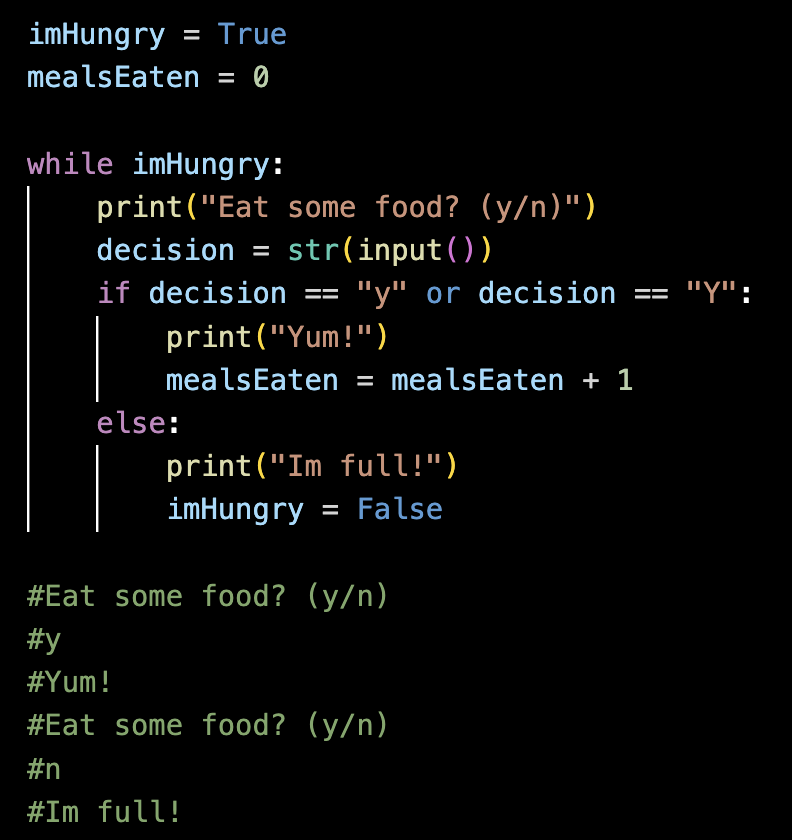 imHungry = True
mealsEaten = 0

while imHungry:
    print("Eat some food? (y/n)")
    decision = str(input())
    if decision == "y" or decision == "Y":
        print("Yum!")
        mealsEaten = mealsEaten + 1
    else:
        print("Im full!")
        imHungry = False

#Eat some food? (y/n)
#y
#Yum!
#Eat some food? (y/n)
#n
#Im full!